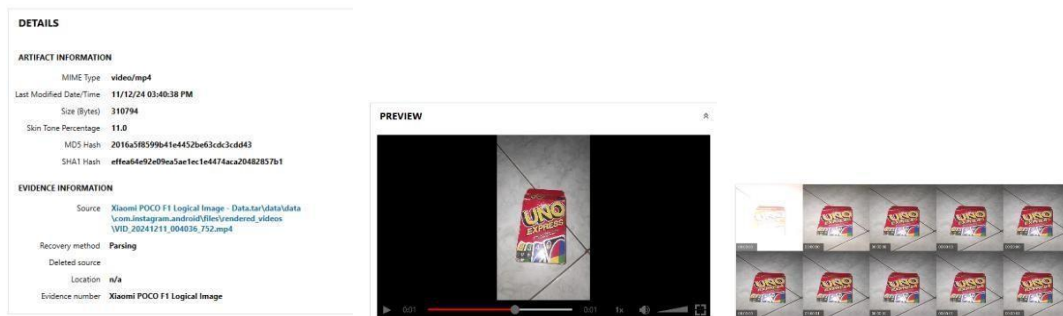 DETAILS
ARTIFACT INFORMATION
MIME Type video/mp4
Last Modified Date/Time 11/12/24 03:40:38 PM
Size (Bytes) 310794
Skin Tone Percentage 11.0
MD5 Hash 2016a5f8599b41e4452be63cdc3cdd43
SHA1 Hash effea64e92e09ea5ae1ec1e4474aca20482857b1
EVIDENCE INFORMATION
Source Xiaomi POCO F1 Logical Image - Data.tar\data\data
\com.instagram.android\files\rendered_videos
\VID_20241211_004036_752.mp4
Recovery method Parsing
Deleted source
Location n/a
Evidence number Xiaomi POCO F1 Logical Image
PREVIEW
UNO
EXPRESS
0:01
0:01
1x